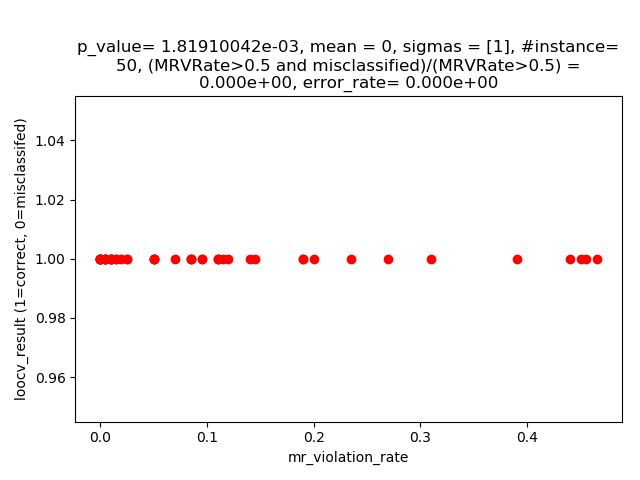 p_value= 1.81910042e-03, mean = 0, sigmas = [1], #instance=
50, (MRVRate>0.5 and misclassified)/(MRVRate>0.5) =
0.000e+00, error_rate= 0.000e+00
loocv_result (1=correct, 0=misclassifed)
1.04
1.02
1.00
0.98
0.96
0.0 0.1 0.2 0.3 0.4
mr_violation_rate